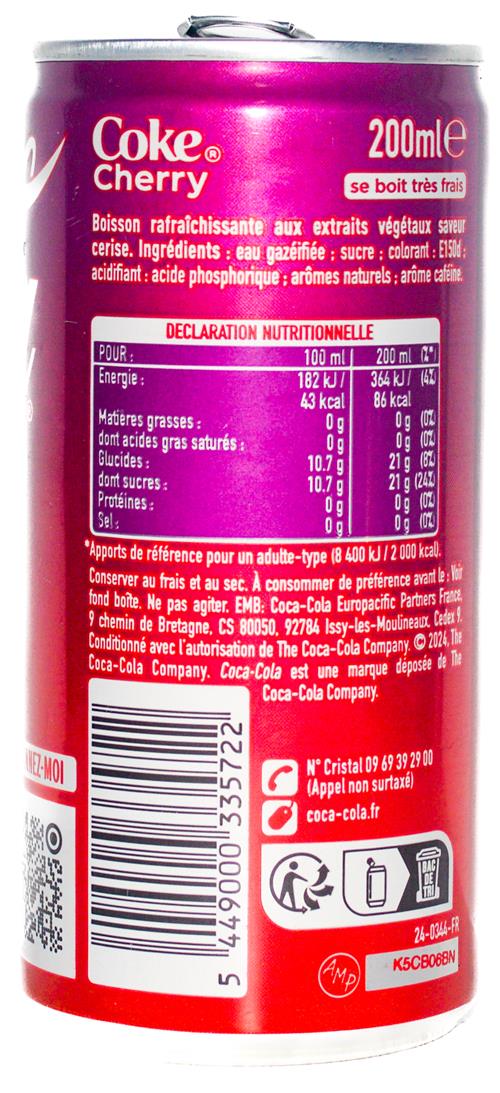 Coke®
Cherry
200ml e
se boit très frais
Boisson rafraîchissante aux extraits végétaux saveur
cerise. Ingrédients : eau gazéifiée ; sucre ; colorant : E150d ;
acidifiant : acide phosphorique ; arômes naturels ; arôme caféine.
DECLARATION NUTRITIONNELLE
POUR : 100 ml 200 ml (%*)
Energie : 182 kJ / 364 kJ / (4%)
43 kcal 86 kcal
Matières grasses : 0 g 0 g (0%)
dont acides gras saturés : 0 g 0 g (0%)
Glucides : 10.7 g 21 g (8%)
dont sucres : 10.7 g 21 g (24%)
Protéines : 0 g 0 g (0%)
Sel : 0 g 0 g (0%)
*Apports de référence pour un adulte-type (8 400 kJ / 2 000 kcal).
Conserver au frais et au sec. À consommer de préférence avant le : Voir
fond boîte. Ne pas agiter. EMB: Coca-Cola Europacific Partners France,
9 chemin de Bretagne, CS 80050, 92784 Issy-les-Moulineaux, Cedex 9.
Conditionné avec l'autorisation de The Coca-Cola Company. © 2024, The
Coca-Cola Company. Coca-Cola est une marque déposée de The
Coca-Cola Company.
NEZ-MOI
5 449000 335722
N° Cristal 09 69 39 29 00
(Appel non surtaxé)
coca-cola.fr
BAC
DE
TRI
24-0344-FR
AMP
K5CB06BN